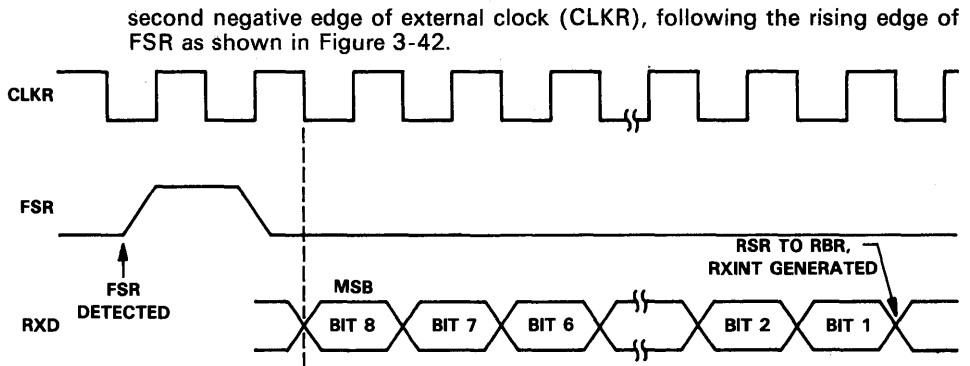 second negative edge of external clock (CLKR), following the rising edge of
FSR as shown in Figure 3-42.
CLKR
FSR
FSR
DETECTED
RSR TO RBR,
RXINT GENERATED
MSB
RXD
BIT 8
BIT 7
BIT 6
BIT 2
BIT 1